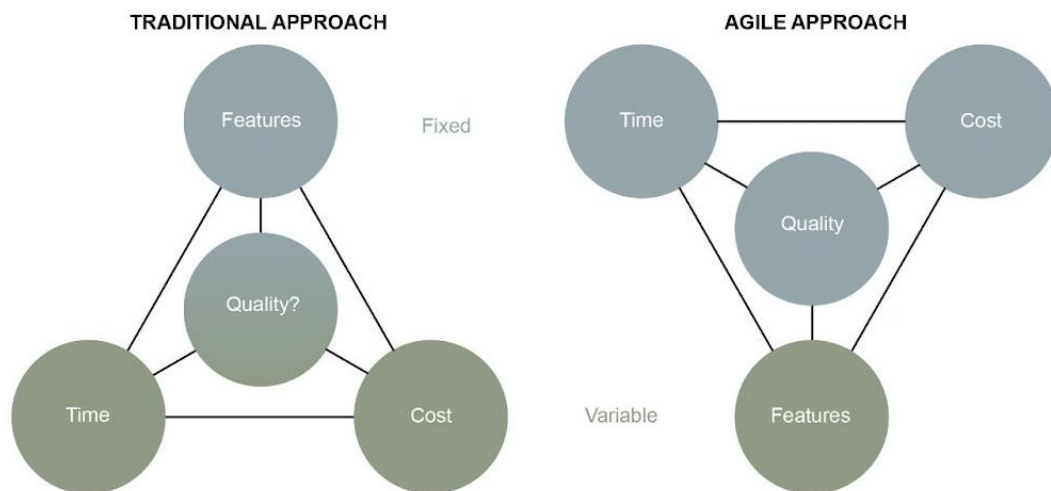 TRADITIONAL APPROACH
Features
Fixed
Quality?
Time
Cost
AGILE APPROACH
Time
Cost
Quality
Variable
Features